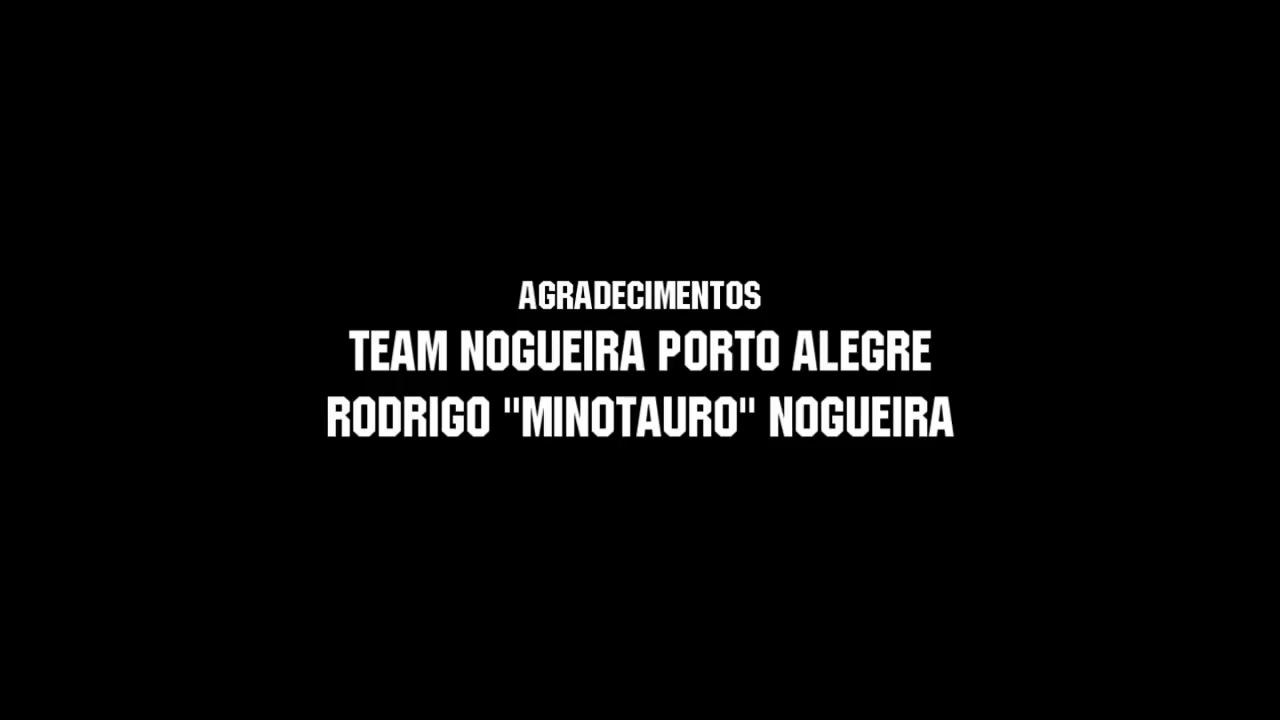 AGRADECIMENTOS
TEAM NOGUEIRA PORTO ALEGRE
RODRIGO "MINOTAURO" NOGUEIRA